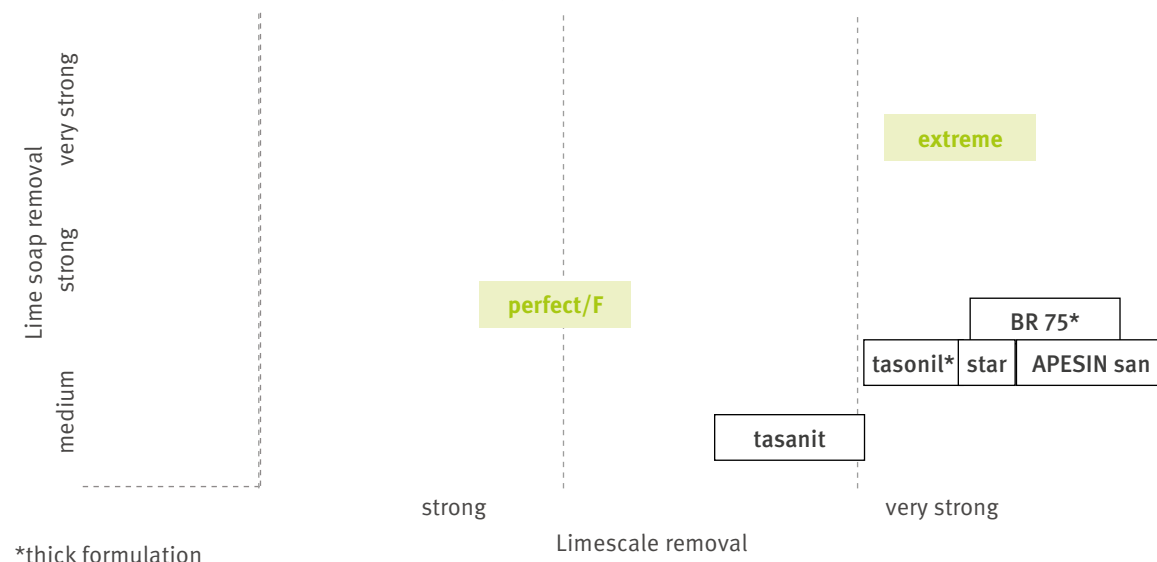 Lime soap removal
very strong
strong
medium
extreme
perfect/F
BR 75*
tasonil*
star
APESIN san
tasanit
strong
very strong
Limescale removal
*thick formulation